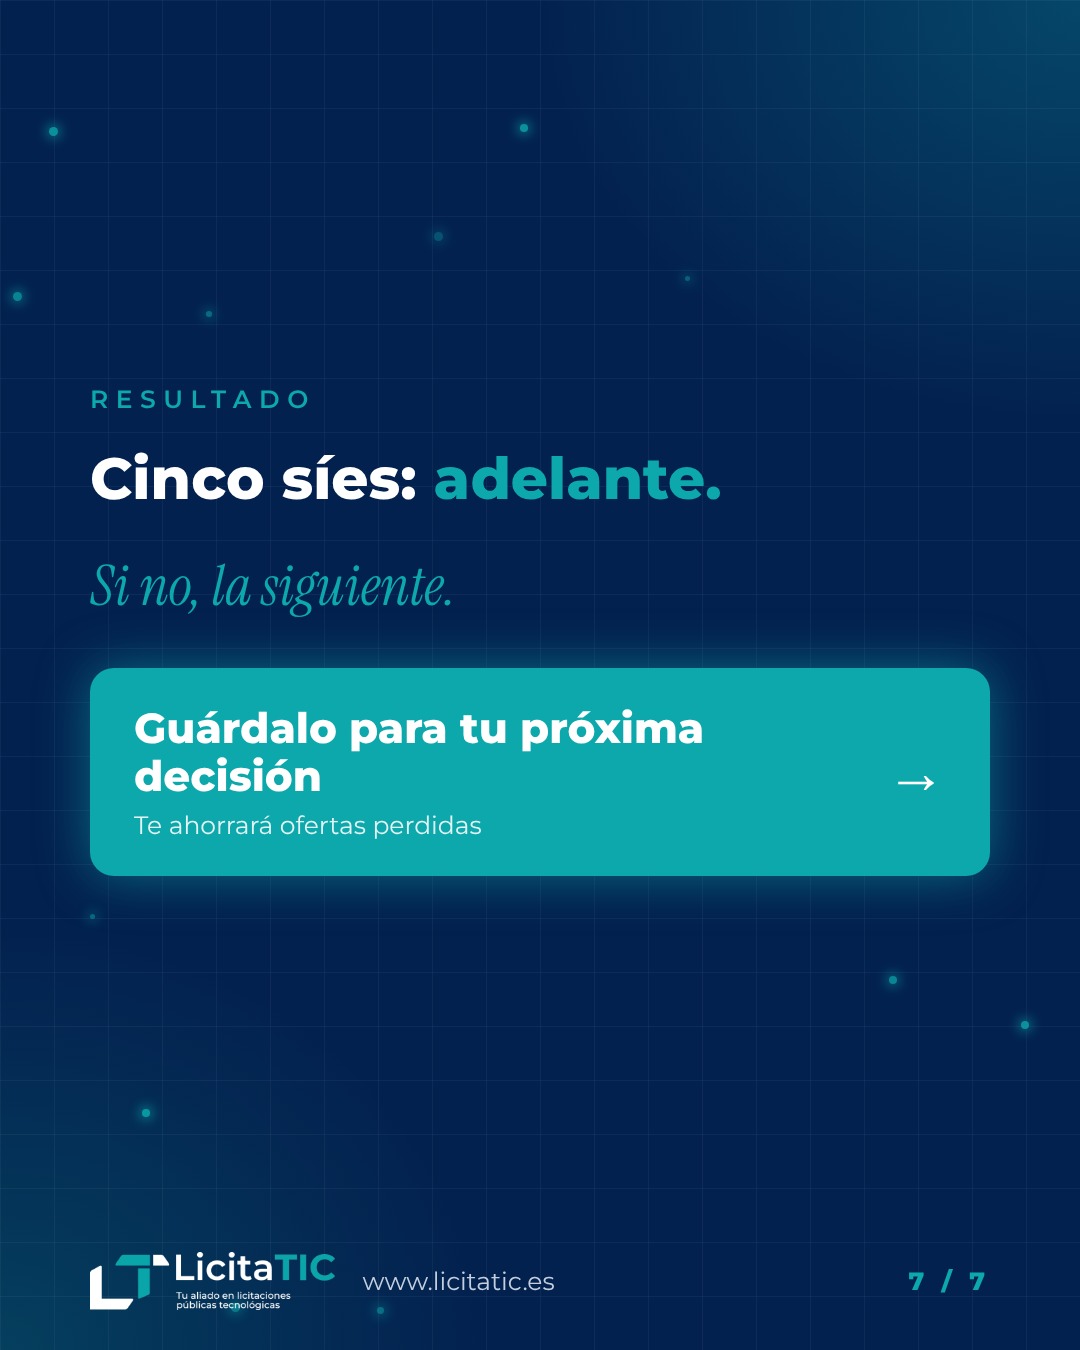 RESULTADO
Cinco síes: adelante.
Si no, la siguiente.
Guárdalo para tu próxima
decisión
→
Te ahorrará ofertas perdidas
LicitaTIC
Tu aliado en licitaciones
públicas tecnológicas
www.licitatic.es
7 / 7